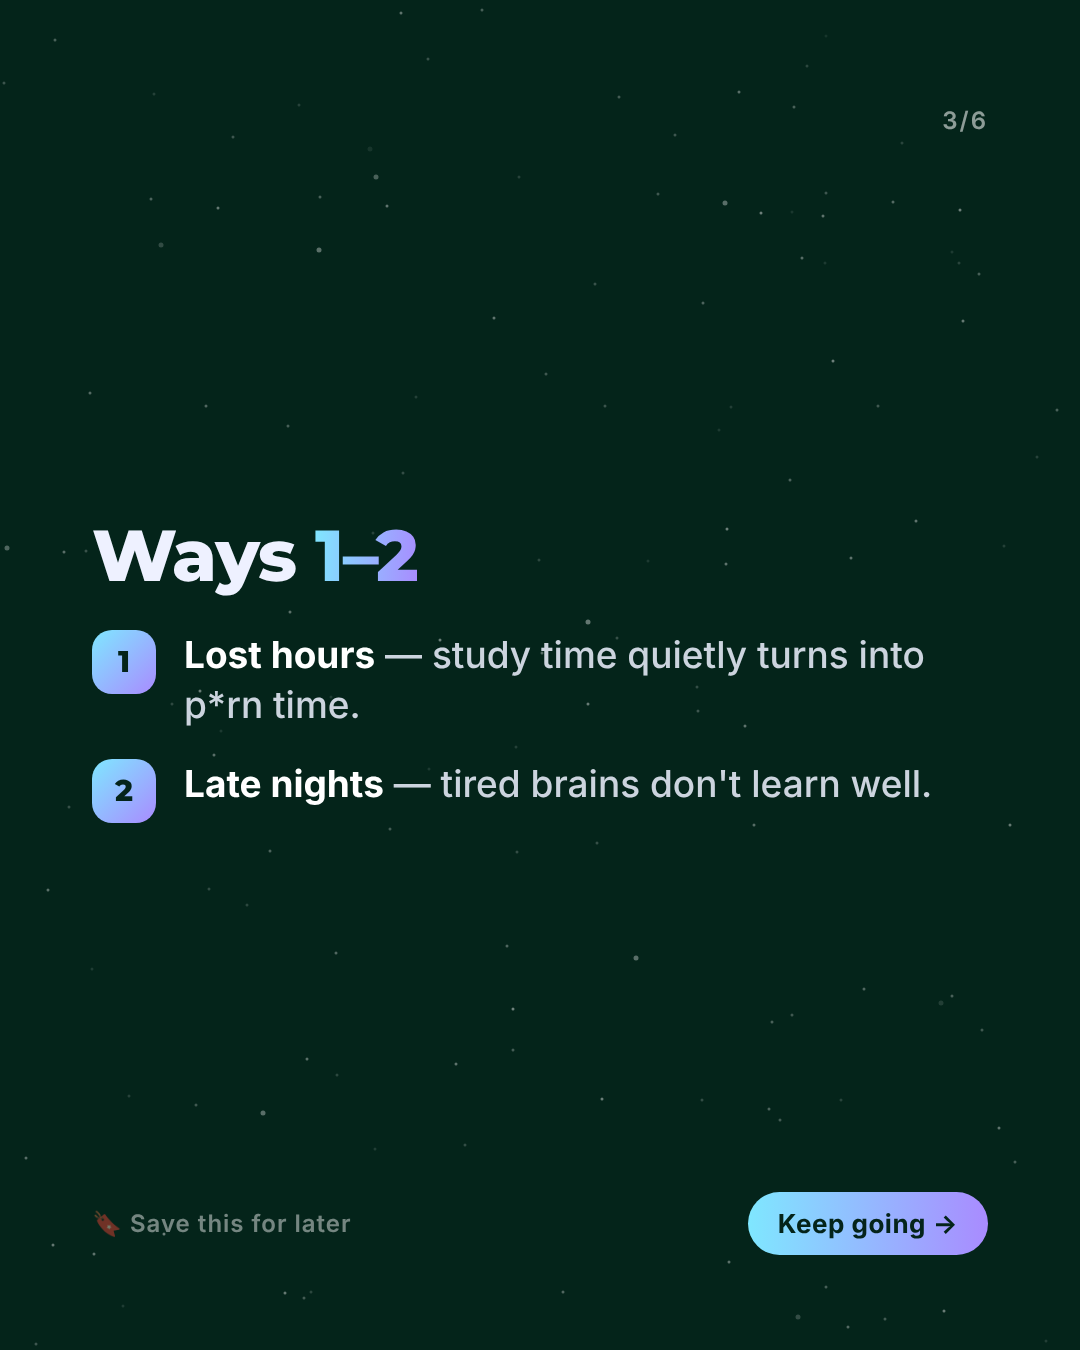 3/6
Ways 1–2
1
Lost hours — study time quietly turns into
p*rn time.
2
Late nights — tired brains don't learn well.
🔖 Save this for later
Keep going →